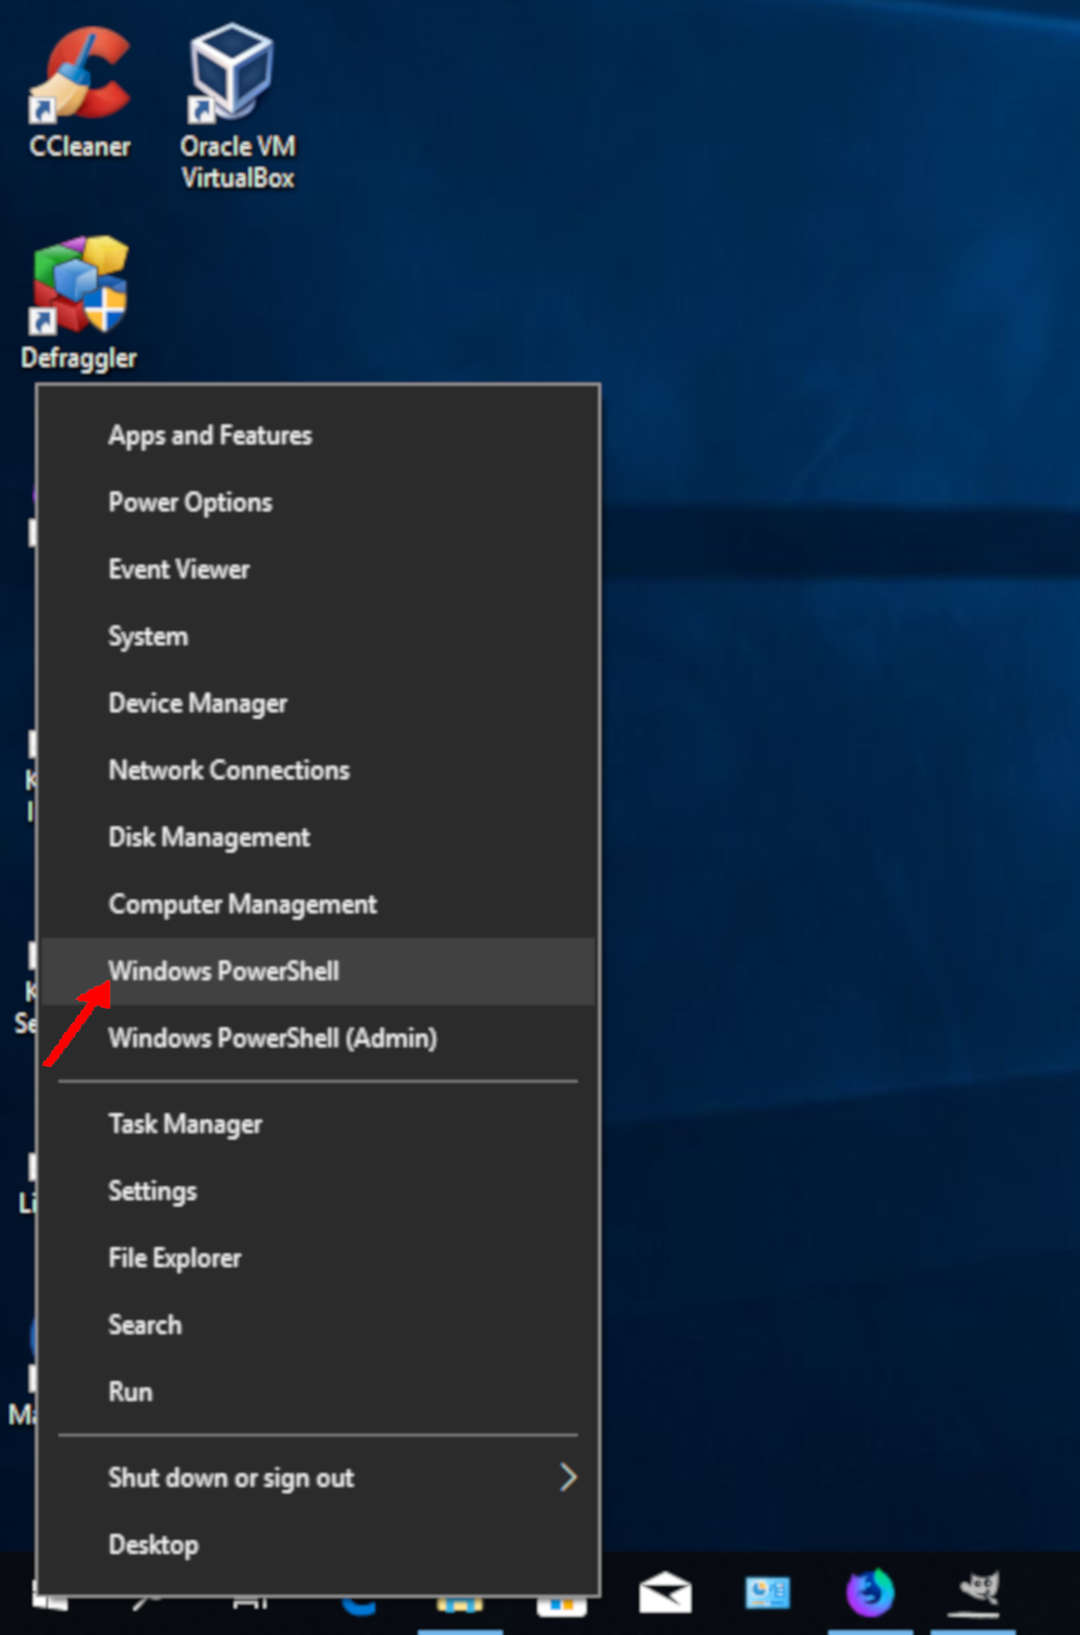 CCleaner
Oracle VM
VirtualBox
Defraggler
Apps and Features
Power Options
Event Viewer
System
Device Manager
Network Connections
Disk Management
Computer Management
Windows PowerShell
Windows PowerShell (Admin)
Task Manager
Settings
File Explorer
Search
Run
Shut down or sign out
Desktop